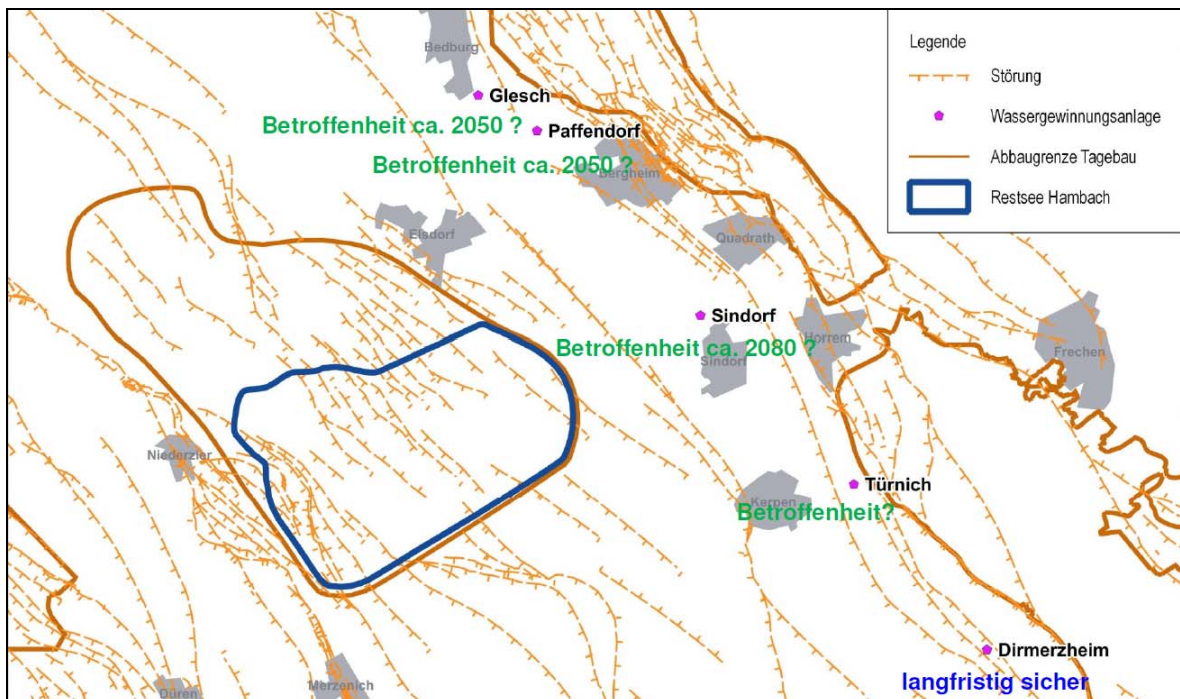 Bedburg
Legende
Störung
Wassergewinnungsanlage
Abbaugrenze Tagebau
Restsee Hambach
Glesch
Betroffenheit ca. 2050 ?
Paffendorf
Betroffenheit ca. 2050 ?
Bergheim
Elsdorf
Quadrath
Sindorf
Betroffenheit ca. 2080 ?
Sindorf
Horrem
Frechen
Niederzier
Türnich
Kerpen
Betroffenheit?
Dirmerzheim
langfristig sicher
Düren
Merzenich